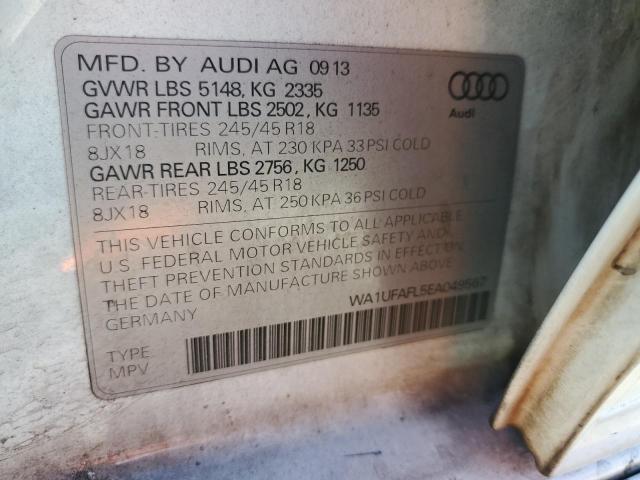 MFD. BY AUDI AG 09 13
GVWR LBS 5148, KG 2335
GAWR FRONT LBS 2502, KG 1135
FRONT-TIRES 245/45 R18
8JX18 RIMS, AT 230 KPA 33 PSI COLD
GAWR REAR LBS 2756, KG 1250
REAR-TIRES 245/45 R18
8JX18 RIMS, AT 250 KPA 36 PSI COLD
Audi
THIS VEHICLE CONFORMS TO ALL APPLICABLE
U.S. FEDERAL MOTOR VEHICLE SAFETY AND
THEFT PREVENTION STANDARDS IN EFFECT ON
THE DATE OF MANUFACTURE SHOWN ABOVE.
GERMANY
WA1UFAFL5EA049567
TYPE
MPV